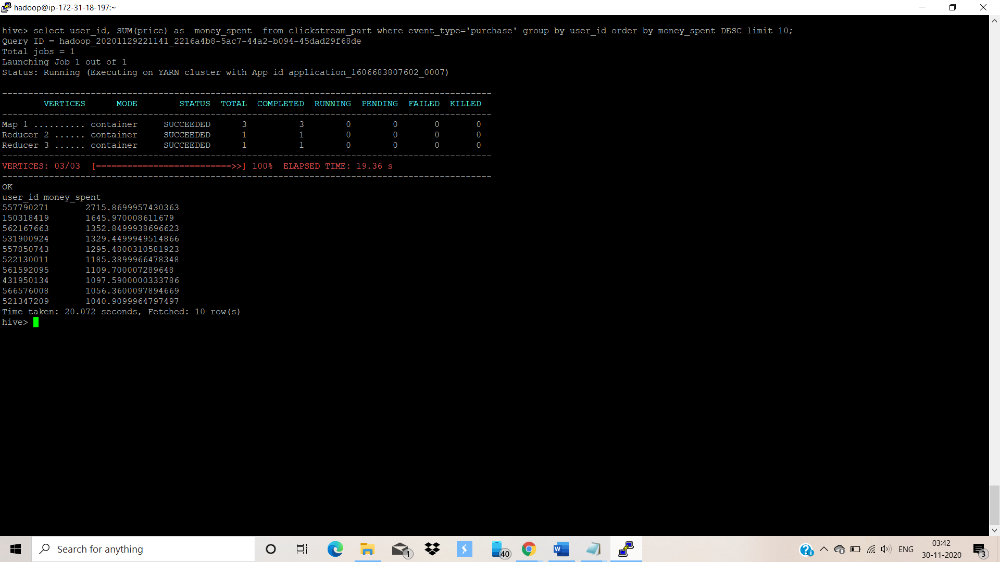 hadoop@ip-172-31-18-197:~
hive> select user_id, SUM(price) as  money_spent  from clickstream_part where event_type='purchase' group by user_id order by money_spent DESC limit 10;
Query ID = hadoop_20201129221141_2216a4b8-5ac7-44a2-b094-45dad29f68de
Total jobs = 1
Launching Job 1 out of 1
Status: Running (Executing on YARN cluster with App id application_1606683807602_0007)
----------------------------------------------------------------------------------------------
        VERTICES      MODE        STATUS  TOTAL  COMPLETED  RUNNING  PENDING  FAILED  KILLED
----------------------------------------------------------------------------------------------
Map 1 .......... container     SUCCEEDED      3          3        0        0       0       0
Reducer 2 ...... container     SUCCEEDED      1          1        0        0       0       0
Reducer 3 ...... container     SUCCEEDED      1          1        0        0       0       0
----------------------------------------------------------------------------------------------
VERTICES: 03/03  [==========================>>] 100%  ELAPSED TIME: 19.36 s
----------------------------------------------------------------------------------------------
OK
user_id money_spent
557790271       2715.8699957430363
150318419       1645.970008611679
562167663       1352.8499938696623
531900924       1329.4499949514866
557850743       1295.4800310581923
522130011       1185.3899966478348
561592095       1109.700007289648
431950134       1097.5900000333786
566576008       1056.3600097894669
521347209       1040.9099964797497
Time taken: 20.072 seconds, Fetched: 10 row(s)
hive>
Search for anything
1
40
ENG
03:42
30-11-2020
3